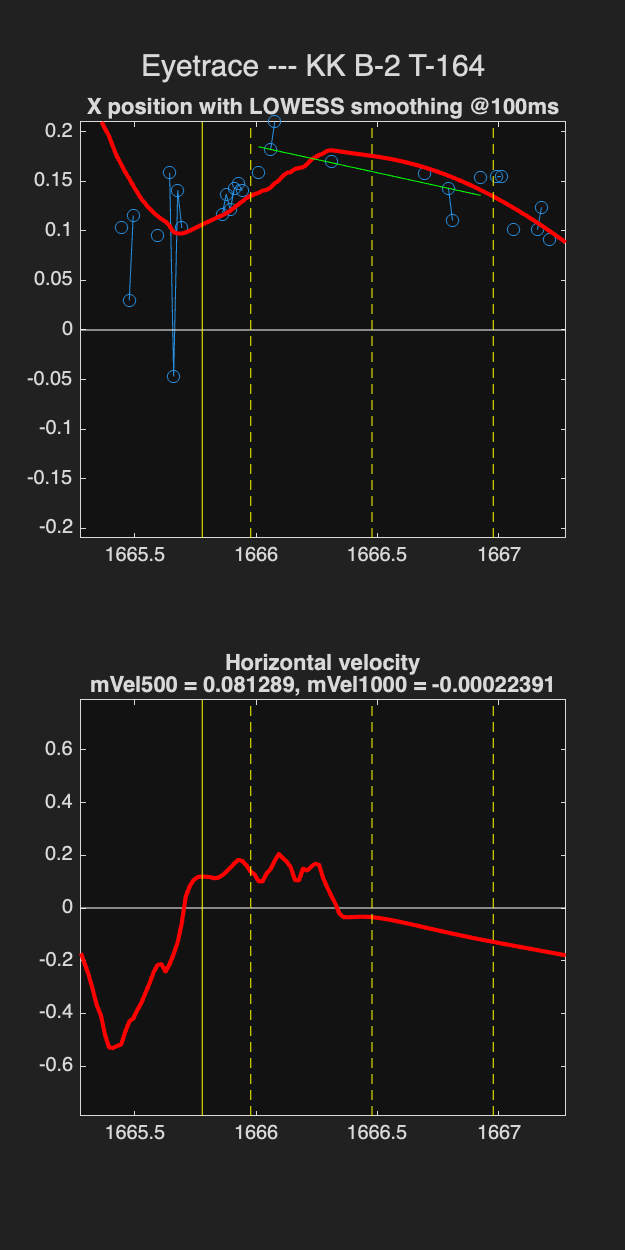 Eyetrace --- KK B-2 T-164
X position with LOWESS smoothing @100ms
0.2
0.15
0.1
0.05
0
-0.05
-0.1
-0.15
-0.2
1665.5 1666 1666.5 1667
Horizontal velocity
mVel500 = 0.081289, mVel1000 = -0.00022391
0.6
0.4
0.2
0
-0.2
-0.4
-0.6
1665.5 1666 1666.5 1667